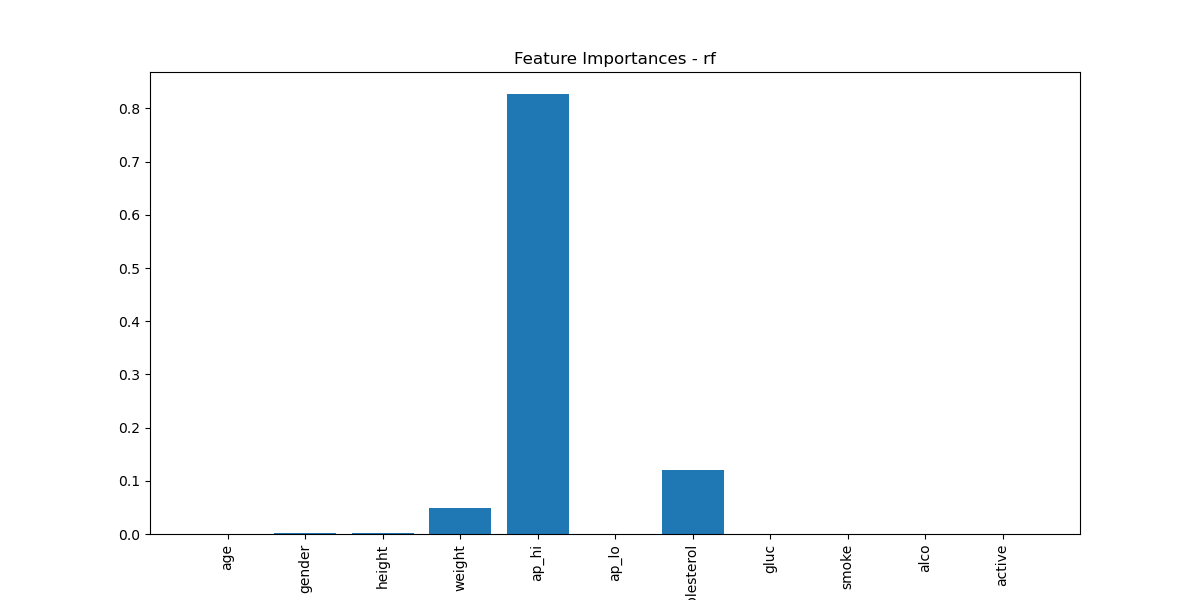 Feature Importances - rf
0.8
0.7
0.6
0.5
0.4
0.3
0.2
0.1
0.0
age
gender
height
weight
ap_hi
ap_lo
olesterol
gluc
smoke
alco
active